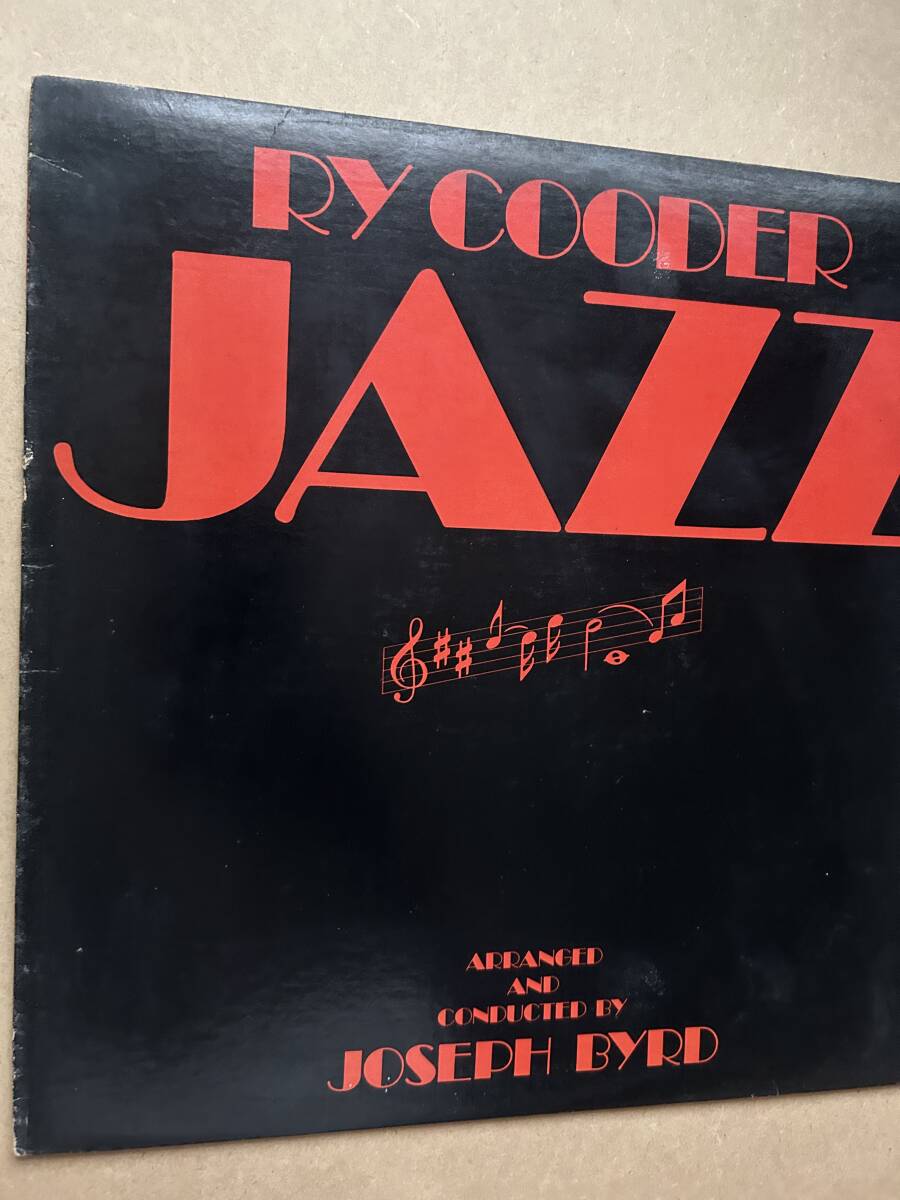 RY COODER
JAZZ
ARRANGED
AND
CONDUCTED BY
JOSEPH BYRD